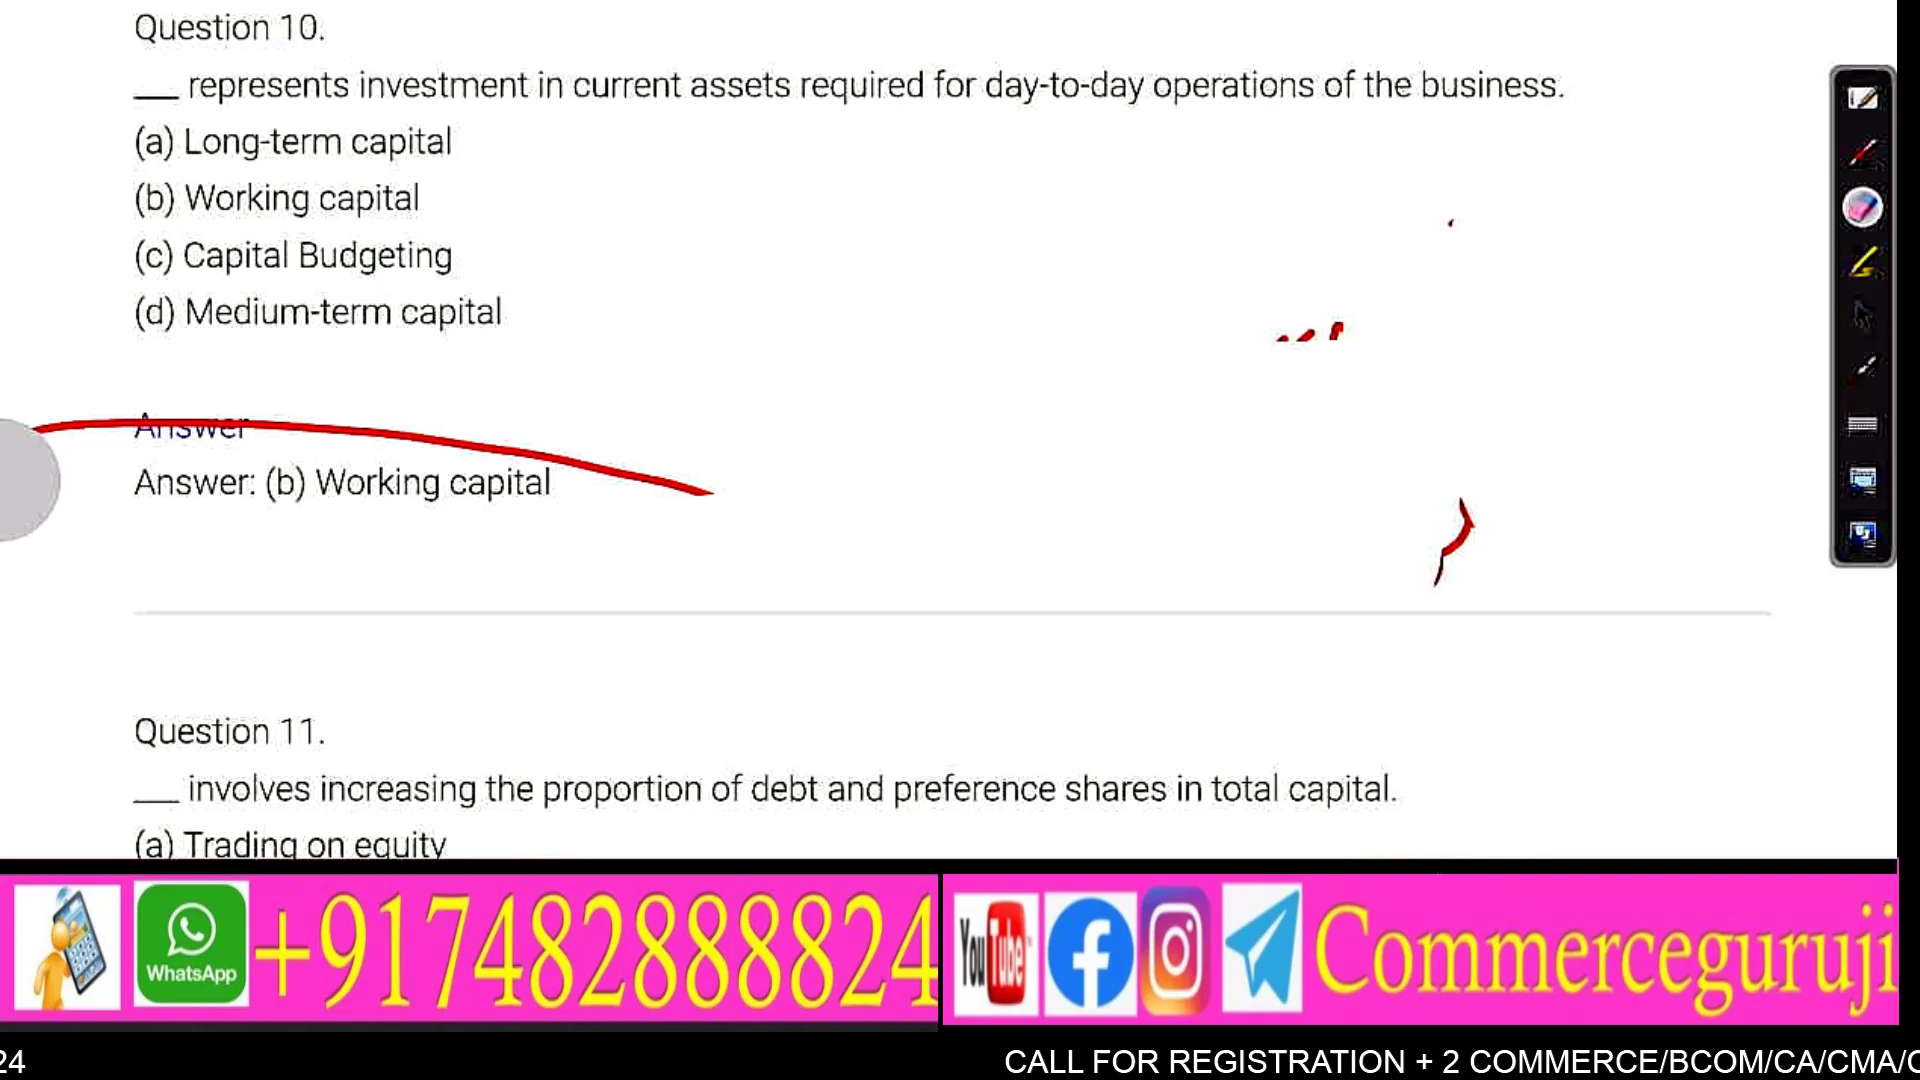 Question 10.
___ represents investment in current assets required for day-to-day operations of the business.
(a) Long-term capital
(b) Working capital
(c) Capital Budgeting
(d) Medium-term capital
Answer
Answer: (b) Working capital
Question 11.
___ involves increasing the proportion of debt and preference shares in total capital.
(a) Trading on equity
WhatsApp +917482888824
YouTube Commerceguruji
24 CALL FOR REGISTRATION + 2 COMMERCE/BCOM/CA/CMA/C